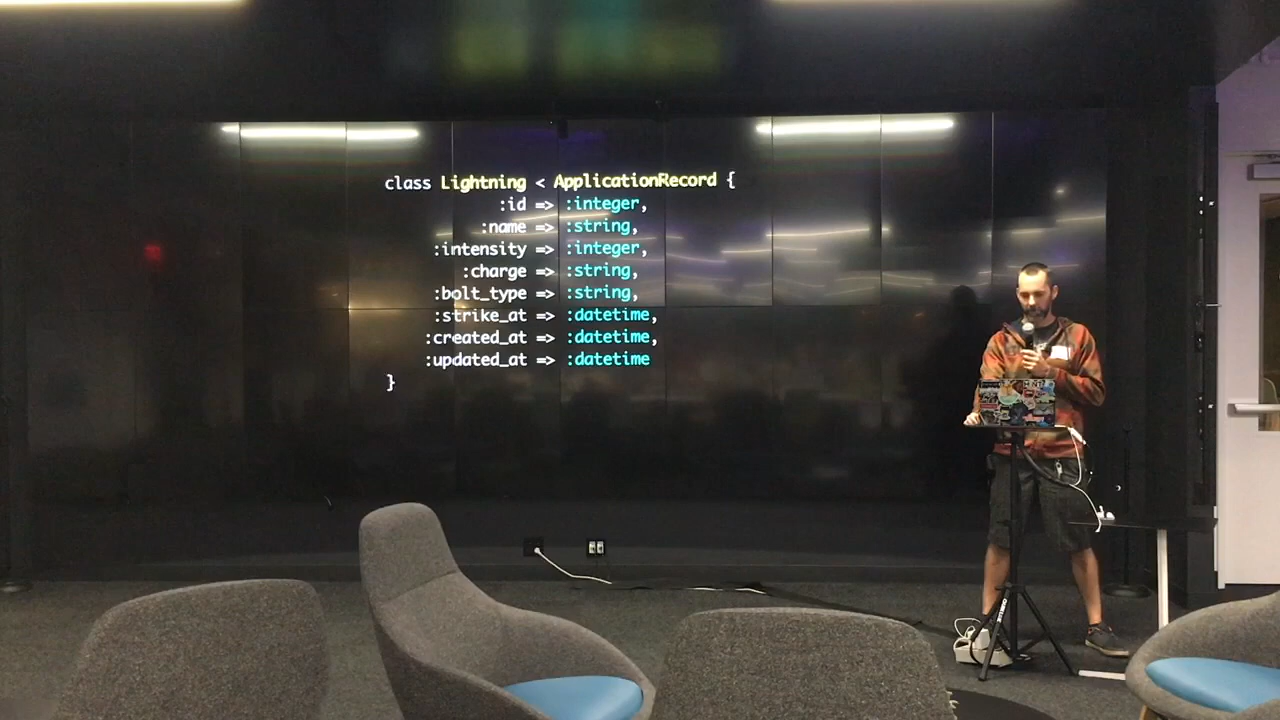 class Lightning < ApplicationRecord {
:id => :integer,
:name => :string,
:intensity => :integer,
:charge => :string,
:bolt_type => :string,
:strike_at => :datetime,
:created_at => :datetime,
:updated_at => :datetime
}